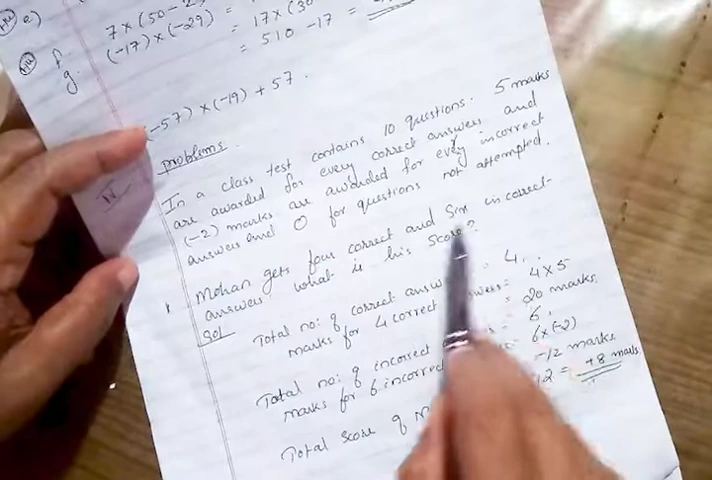 e)
f. 7×(50-2
g. (-17)×(-29) = 17×(30
= 510 -17 =
-57) × (-19) + 57.
problems.
IV In a class test contains 10 questions. 5 marks
are awarded for every correct answer and
(-2) marks are awarded for every incorrect
answer and 0 for questions not attempted.
1 Mohan gets four correct and Six incorrect-
answers what is his Score?
Sol Total no: of correct answ = 4.
marks for 4 correct = 4×5
= 20 marks.
Total no: of incorrect = 6.
marks for 6 incorrect = 6×(-2)
-12 marks
Total Score of M 12 = +8 marks